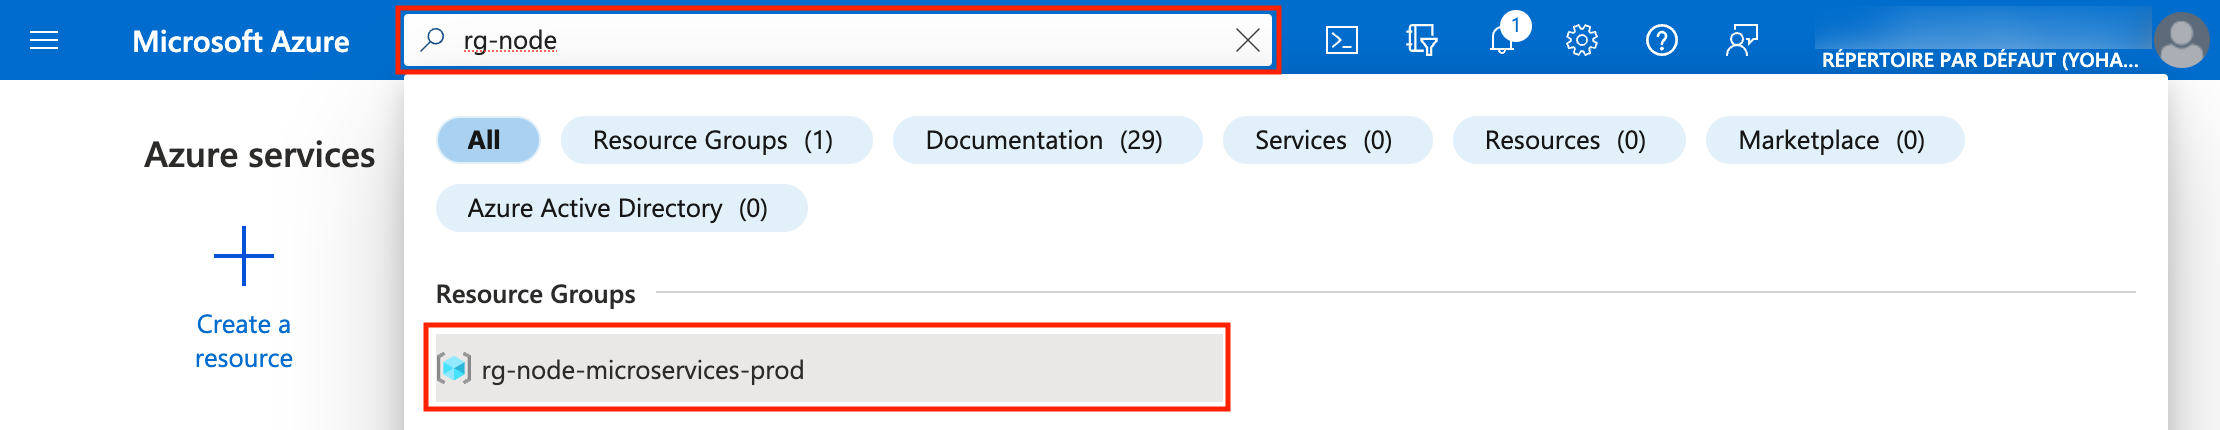 Microsoft Azure
rg-node
1
RÉPERTOIRE PAR DÉFAUT (YOHA...
All
Resource Groups (1)
Documentation (29)
Services (0)
Resources (0)
Marketplace (0)
Azure Active Directory (0)
Azure services
Create a
resource
Resource Groups
rg-node-microservices-prod